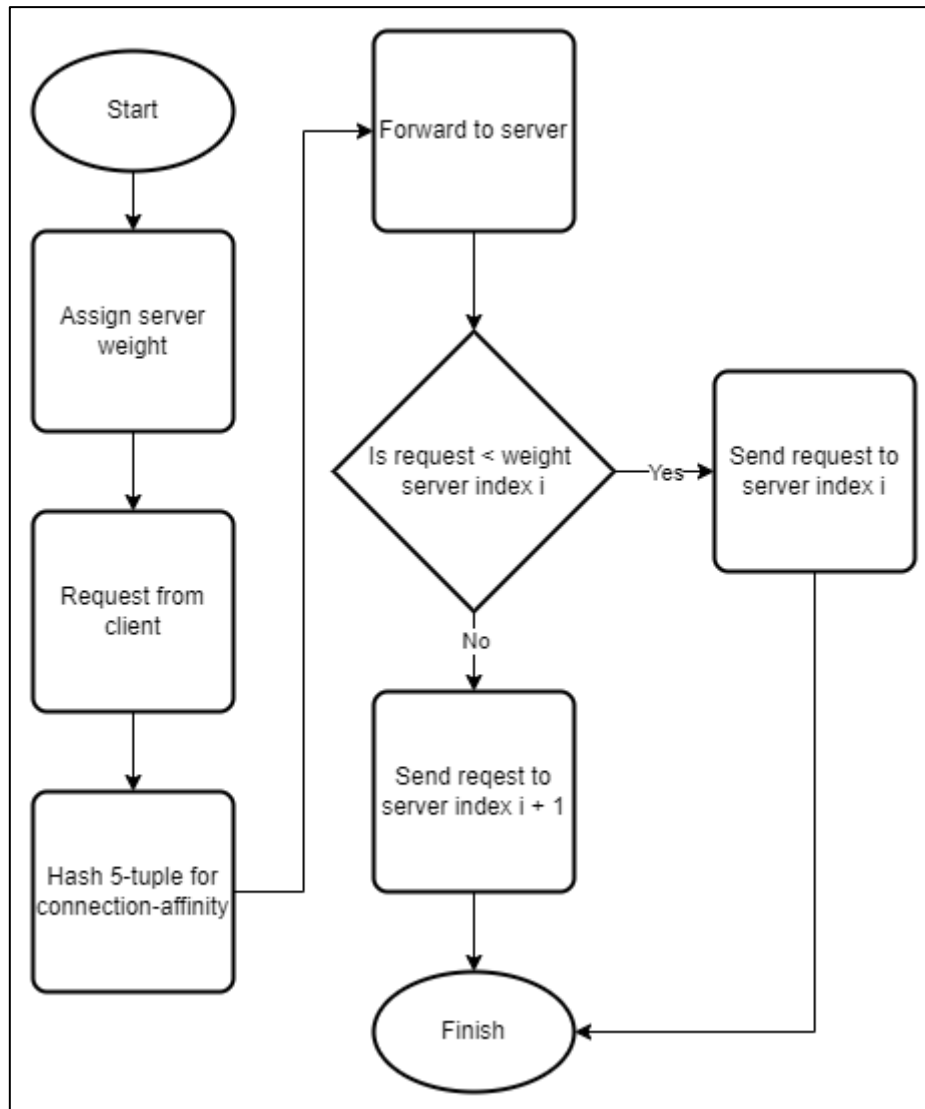 Start
Assign server
weight
Request from
client
Hash 5-tuple for
connection-affinity
Forward to server
Is request < weight
server index i
Yes
Send request to
server index i
No
Send reqest to
server index i + 1
Finish